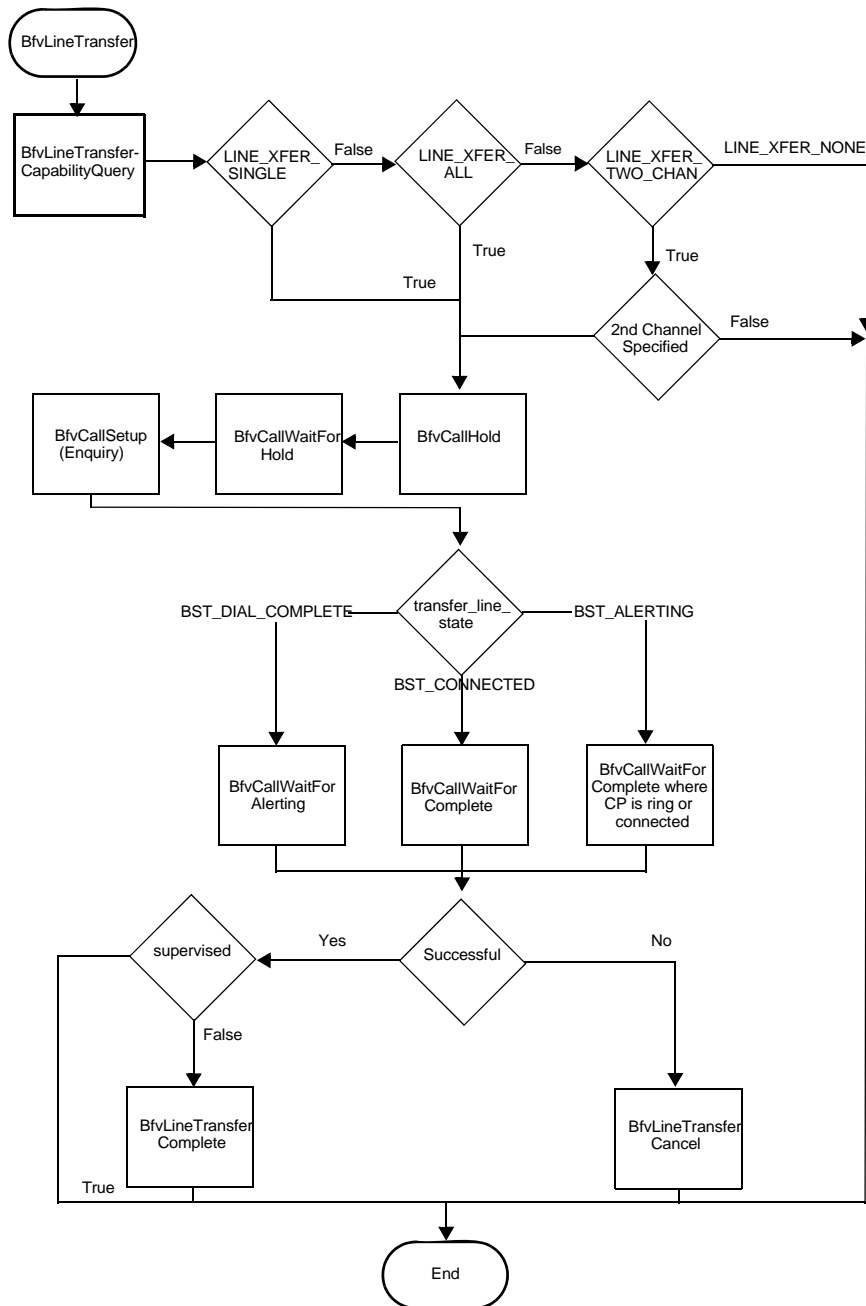 BfvLineTransfer
BfvLineTransfer-
CapabilityQuery
LINE_XFER_
SINGLE
False
LINE_XFER_
ALL
False
LINE_XFER_
TWO_CHAN
LINE_XFER_NONE
True
True
True
2nd Channel
Specified
False
BfvCallSetup
(Enquiry)
BfvCallWaitFor
Hold
BfvCallHold
transfer_line_
state
BST_DIAL_COMPLETE
BST_ALERTING
BST_CONNECTED
BfvCallWaitFor
Alerting
BfvCallWaitFor
Complete
BfvCallWaitFor
Complete where
CP is ring or
connected
supervised
Yes
Successful
No
False
BfvLineTransfer
Complete
BfvLineTransfer
Cancel
True
End